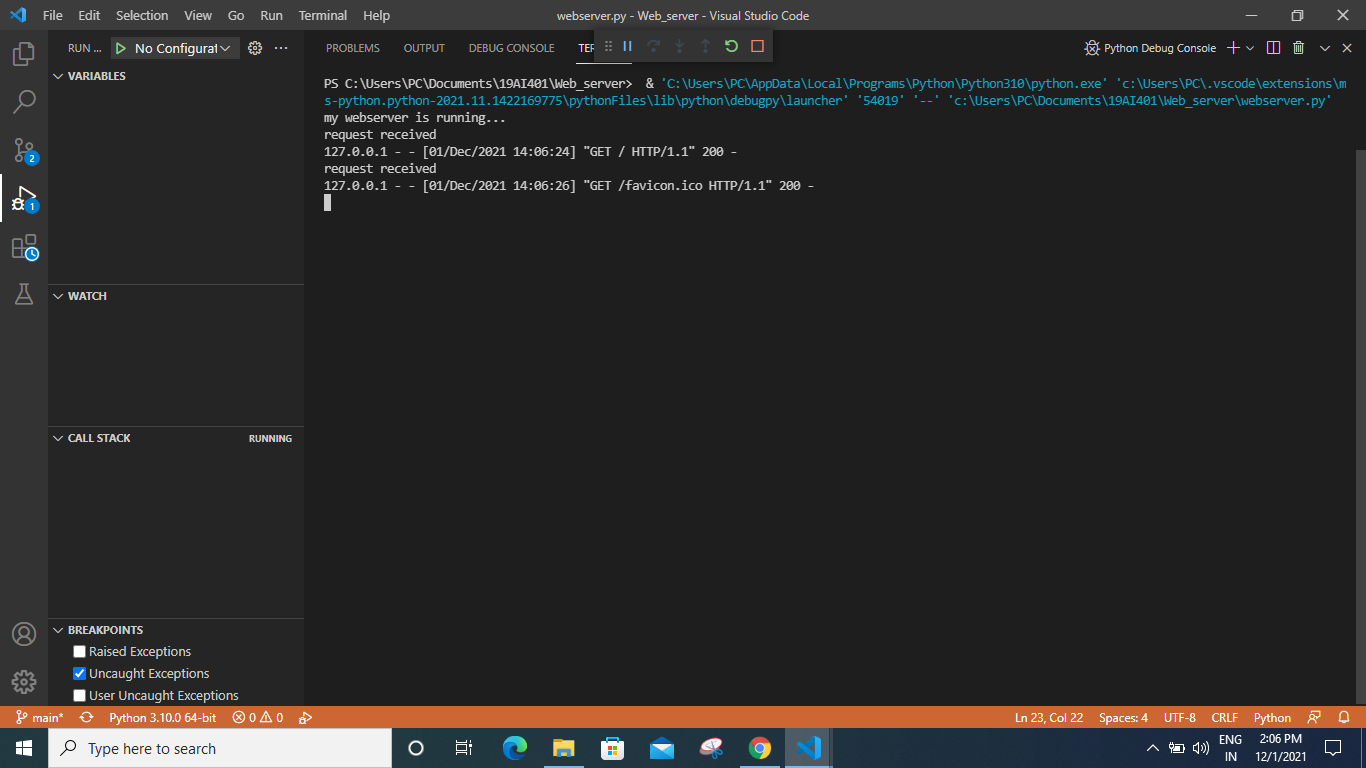 File Edit Selection View Go Run Terminal Help
webserver.py - Web_server - Visual Studio Code
RUN ... No Configurat
PROBLEMS OUTPUT DEBUG CONSOLE TER
Python Debug Console
VARIABLES
PS C:\Users\PC\Documents\19AI401\Web_server>  & 'C:\Users\PC\AppData\Local\Programs\Python\Python310\python.exe' 'c:\Users\PC\.vscode\extensions\m
s-python.python-2021.11.1422169775\pythonFiles\lib\python\debugpy\launcher' '54019' '--' 'c:\Users\PC\Documents\19AI401\Web_server\webserver.py'
my webserver is running...
request received
127.0.0.1 - - [01/Dec/2021 14:06:24] "GET / HTTP/1.1" 200 -
request received
127.0.0.1 - - [01/Dec/2021 14:06:26] "GET /favicon.ico HTTP/1.1" 200 -
2
1
WATCH
CALL STACK RUNNING
BREAKPOINTS
Raised Exceptions
Uncaught Exceptions
User Uncaught Exceptions
main* Python 3.10.0 64-bit 0 0
Ln 23, Col 22 Spaces: 4 UTF-8 CRLF Python
Type here to search
ENG
IN
2:06 PM
12/1/2021